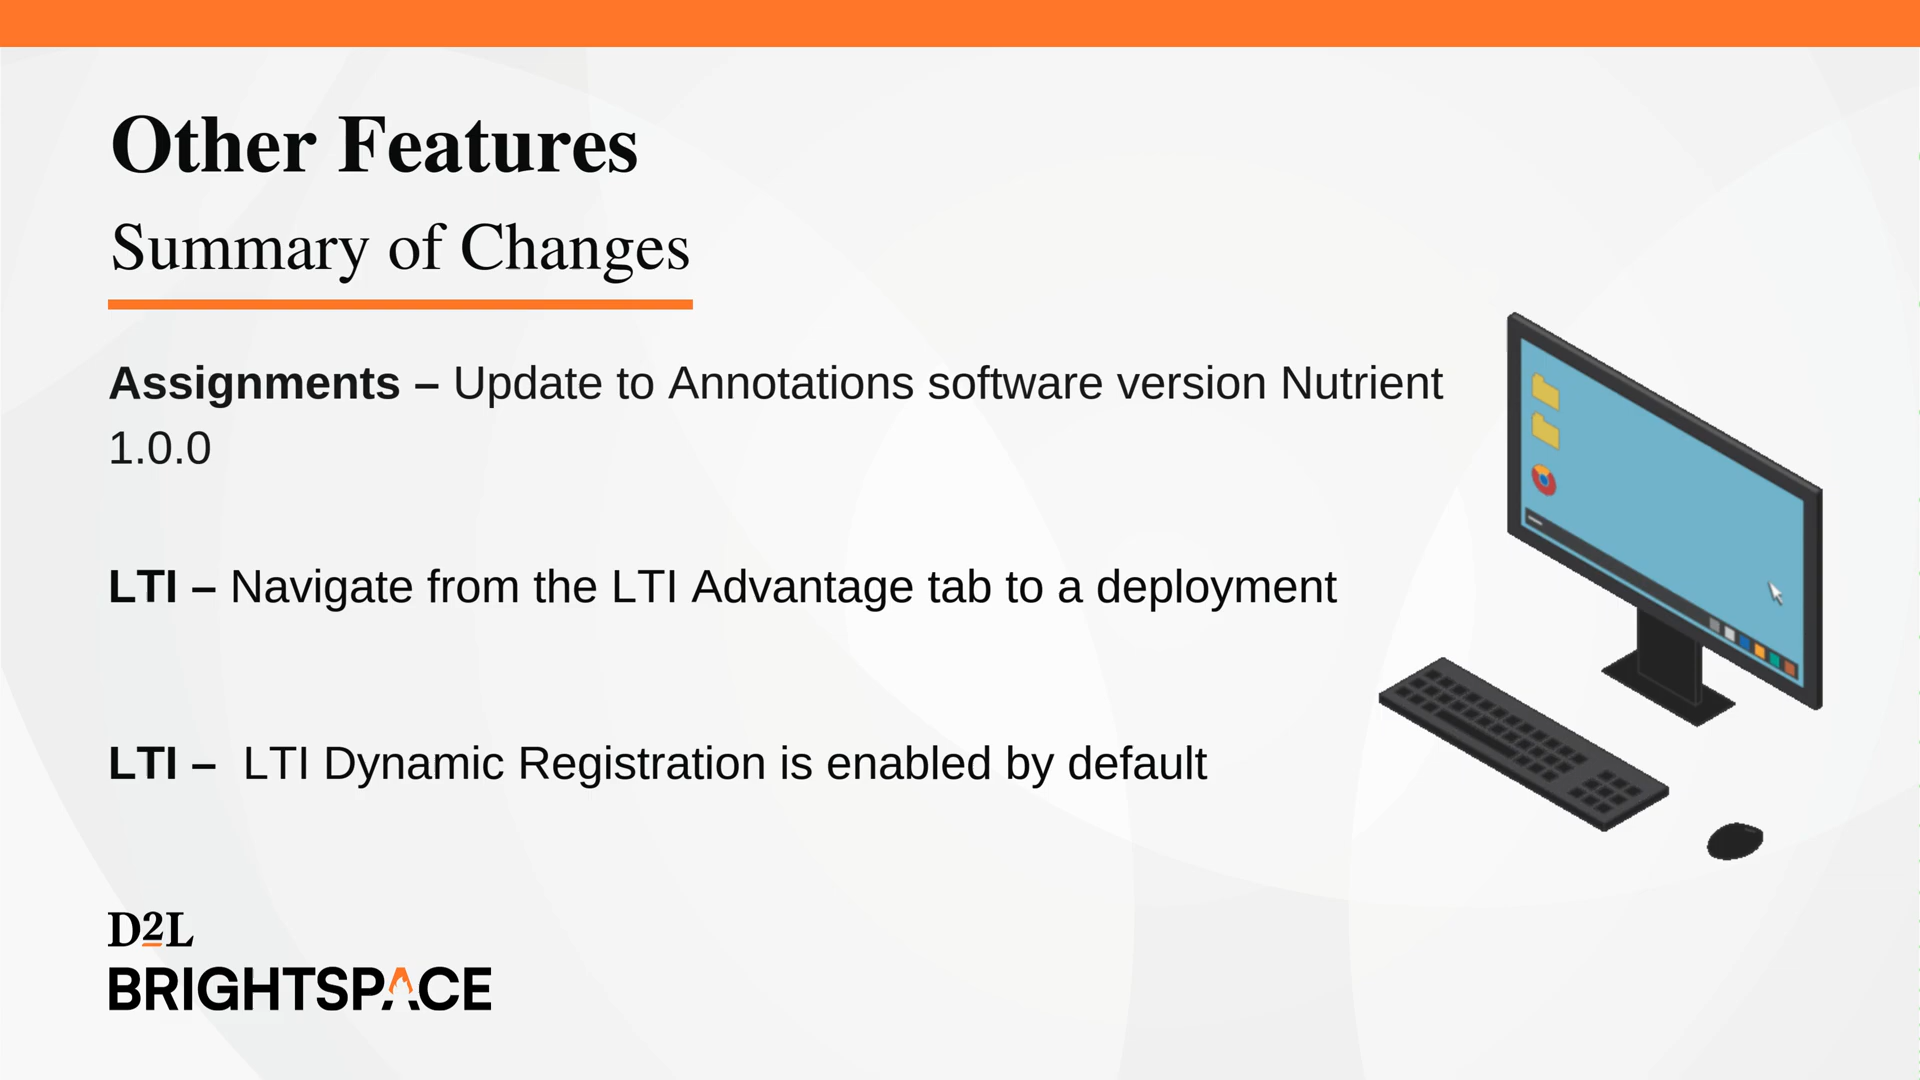 Other Features
Summary of Changes
Assignments – Update to Annotations software version Nutrient
1.0.0
LTI – Navigate from the LTI Advantage tab to a deployment
LTI –  LTI Dynamic Registration is enabled by default
D2L
BRIGHTSPACE